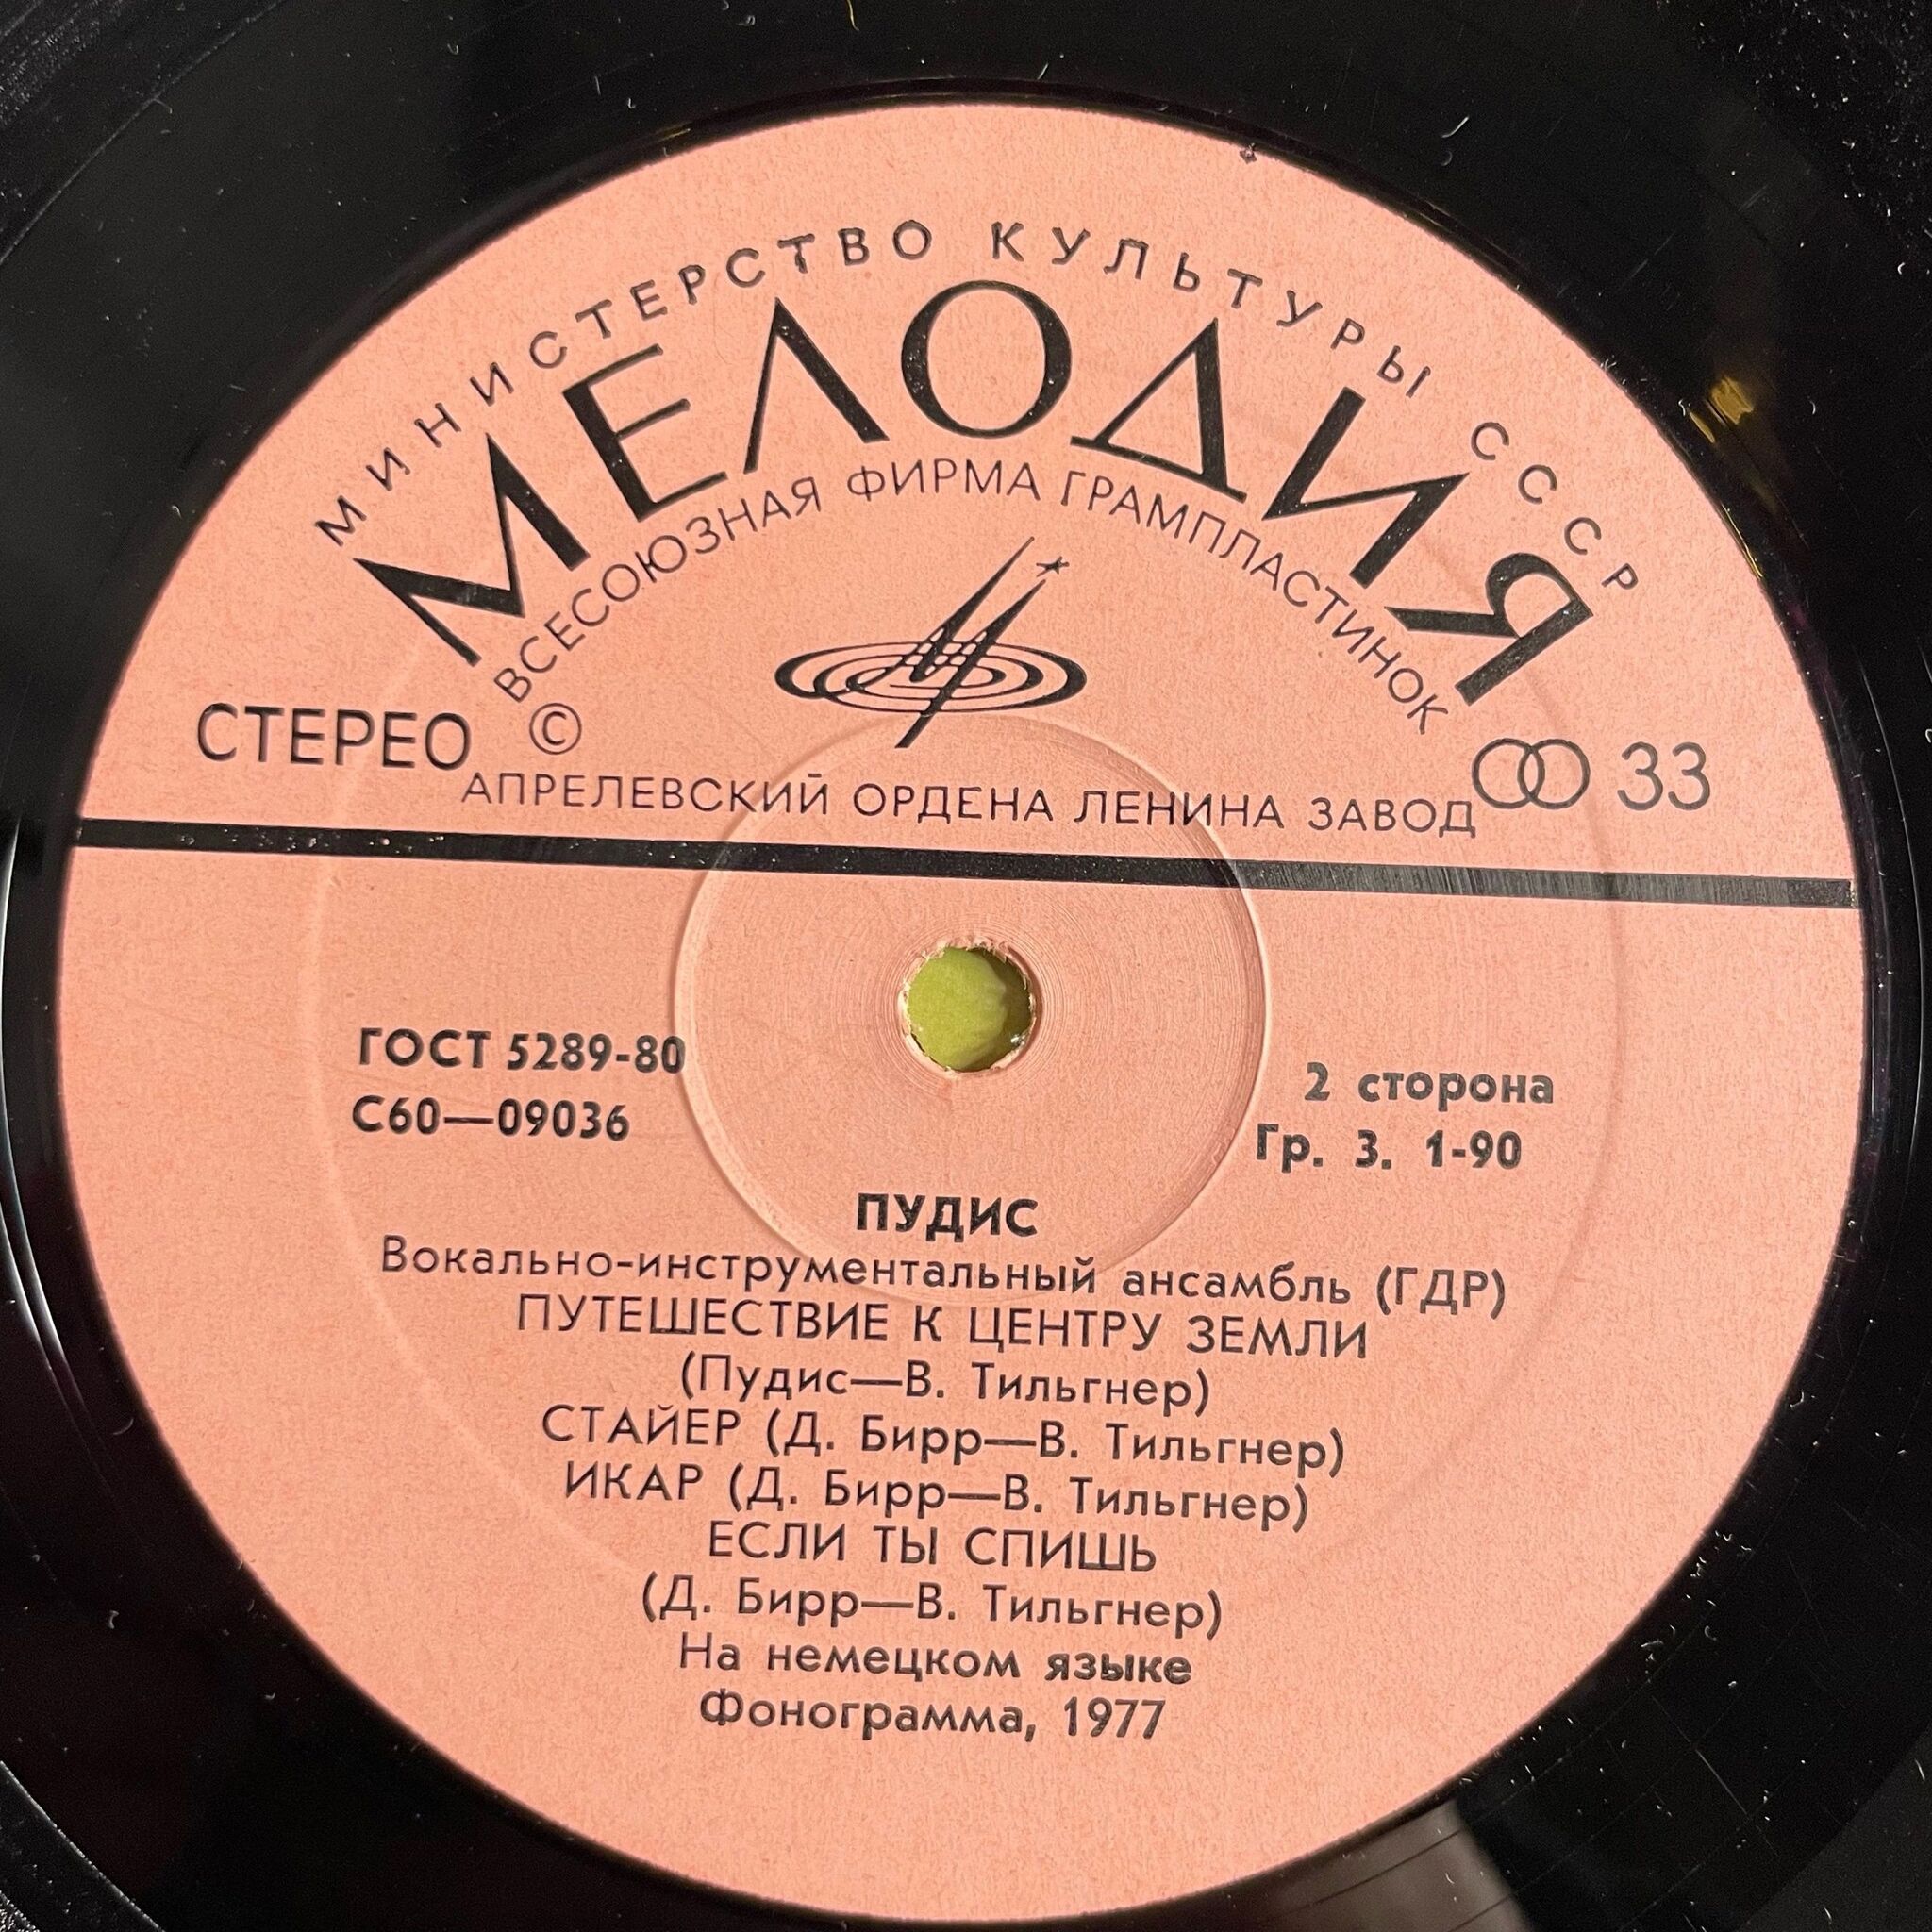 МИНИСТЕРСТВО КУЛЬТУРЫ СССР
МЕЛОДИЯ
ВСЕСОЮЗНАЯ ФИРМА ГРАМПЛАСТИНОК
СТЕРЕО © 33
АПРЕЛЕВСКИЙ ОРДЕНА ЛЕНИНА ЗАВОД
ГОСТ 5289-80
С60—09036
2 сторона
Гр. 3. 1-90
ПУДИС
Вокально-инструментальный ансамбль (ГДР)
ПУТЕШЕСТВИЕ К ЦЕНТРУ ЗЕМЛИ
(Пудис—В. Тильгнер)
СТАЙЕР (Д. Бирр—В. Тильгнер)
ИКАР (Д. Бирр—В. Тильгнер)
ЕСЛИ ТЫ СПИШЬ
(Д. Бирр—В. Тильгнер)
На немецком языке
Фонограмма, 1977